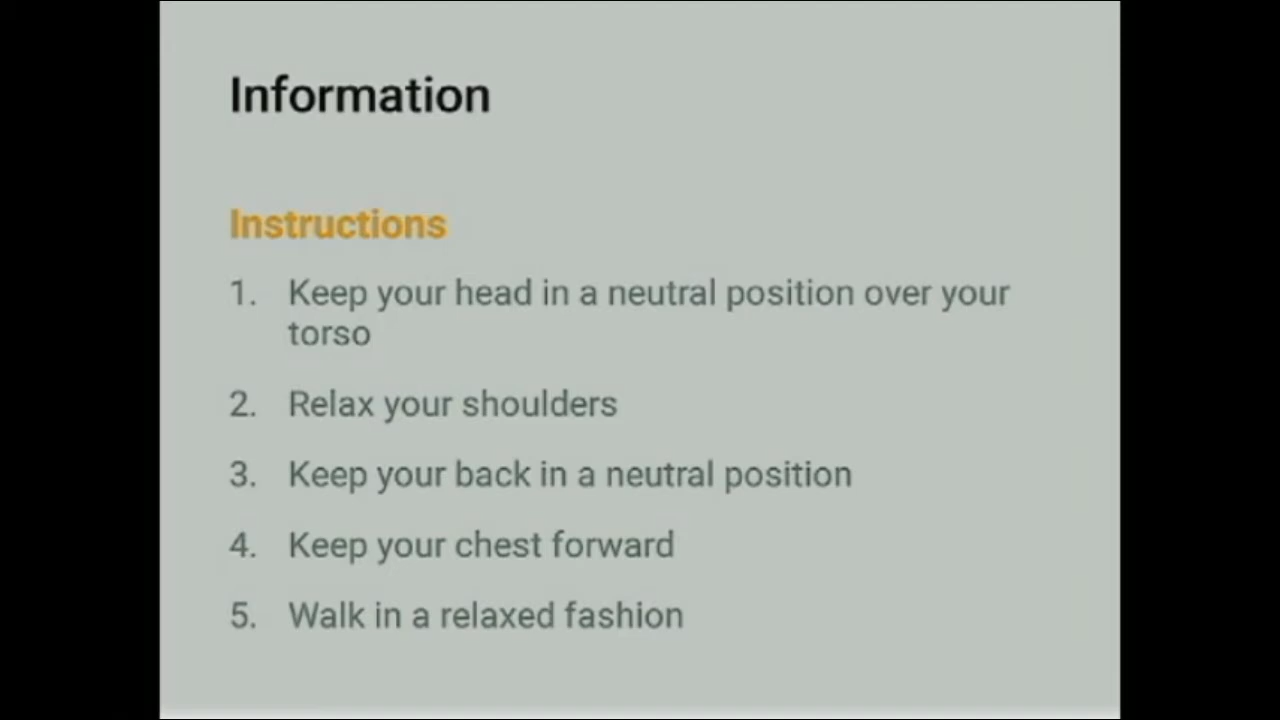 Information
Instructions
1. Keep your head in a neutral position over your
torso
2. Relax your shoulders
3. Keep your back in a neutral position
4. Keep your chest forward
5. Walk in a relaxed fashion